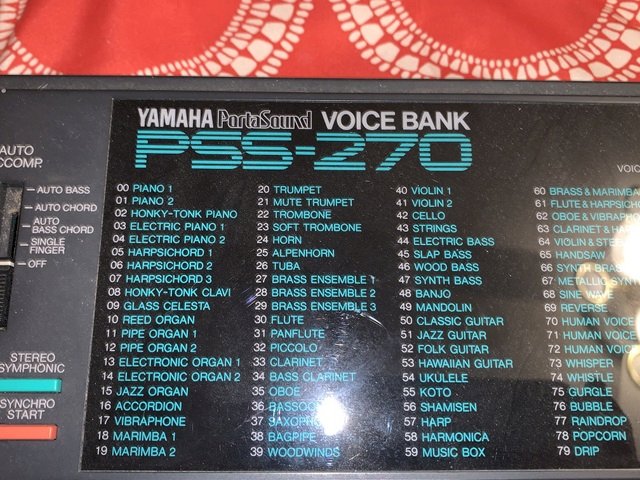 YAMAHA PortaSound VOICE BANK
PSS-270
VOIC
AUTO
CCOMP.
AUTO BASS
AUTO CHORD
AUTO
BASS CHORD
SINGLE
FINGER
OFF
STEREO
SYMPHONIC
SYNCHRO
START
00 PIANO 1
01 PIANO 2
02 HONKY-TONK PIANO
03 ELECTRIC PIANO 1
04 ELECTRIC PIANO 2
05 HARPSICHORD 1
06 HARPSICHORD 2
07 HARPSICHORD 3
08 HONKY-TONK CLAVI
09 GLASS CELESTA
10 REED ORGAN
11 PIPE ORGAN 1
12 PIPE ORGAN 2
13 ELECTRONIC ORGAN 1
14 ELECTRONIC ORGAN 2
15 JAZZ ORGAN
16 ACCORDION
17 VIBRAPHONE
18 MARIMBA 1
19 MARIMBA 2
20 TRUMPET
21 MUTE TRUMPET
22 TROMBONE
23 SOFT TROMBONE
24 HORN
25 ALPENHORN
26 TUBA
27 BRASS ENSEMBLE 1
28 BRASS ENSEMBLE 2
29 BRASS ENSEMBLE 3
30 FLUTE
31 PANFLUTE
32 PICCOLO
33 CLARINET
34 BASS CLARINET
35 OBOE
36 BASSOON
37 SAXOPHONE
38 BAGPIPE
39 WOODWINDS
40 VIOLIN 1
41 VIOLIN 2
42 CELLO
43 STRINGS
44 ELECTRIC BASS
45 SLAP BASS
46 WOOD BASS
47 SYNTH BASS
48 BANJO
49 MANDOLIN
50 CLASSIC GUITAR
51 JAZZ GUITAR
52 FOLK GUITAR
53 HAWAIIAN GUITAR
54 UKULELE
55 KOTO
56 SHAMISEN
57 HARP
58 HARMONICA
59 MUSIC BOX
60 BRASS & MARIMBA
61 FLUTE & HARPSICHO
62 OBOE & VIBRAPH
63 CLARINET & HAR
64 VIOLIN & STEE
65 HANDSAW
66 SYNTH BRAS
67 METALLIC SYNT
68 SINE WAVE
69 REVERSE
70 HUMAN VOICE
71 HUMAN VOICE
72 HUMAN VOICE
73 WHISPER
74 WHISTLE
75 GURGLE
76 BUBBLE
77 RAINDROP
78 POPCORN
79 DRIP